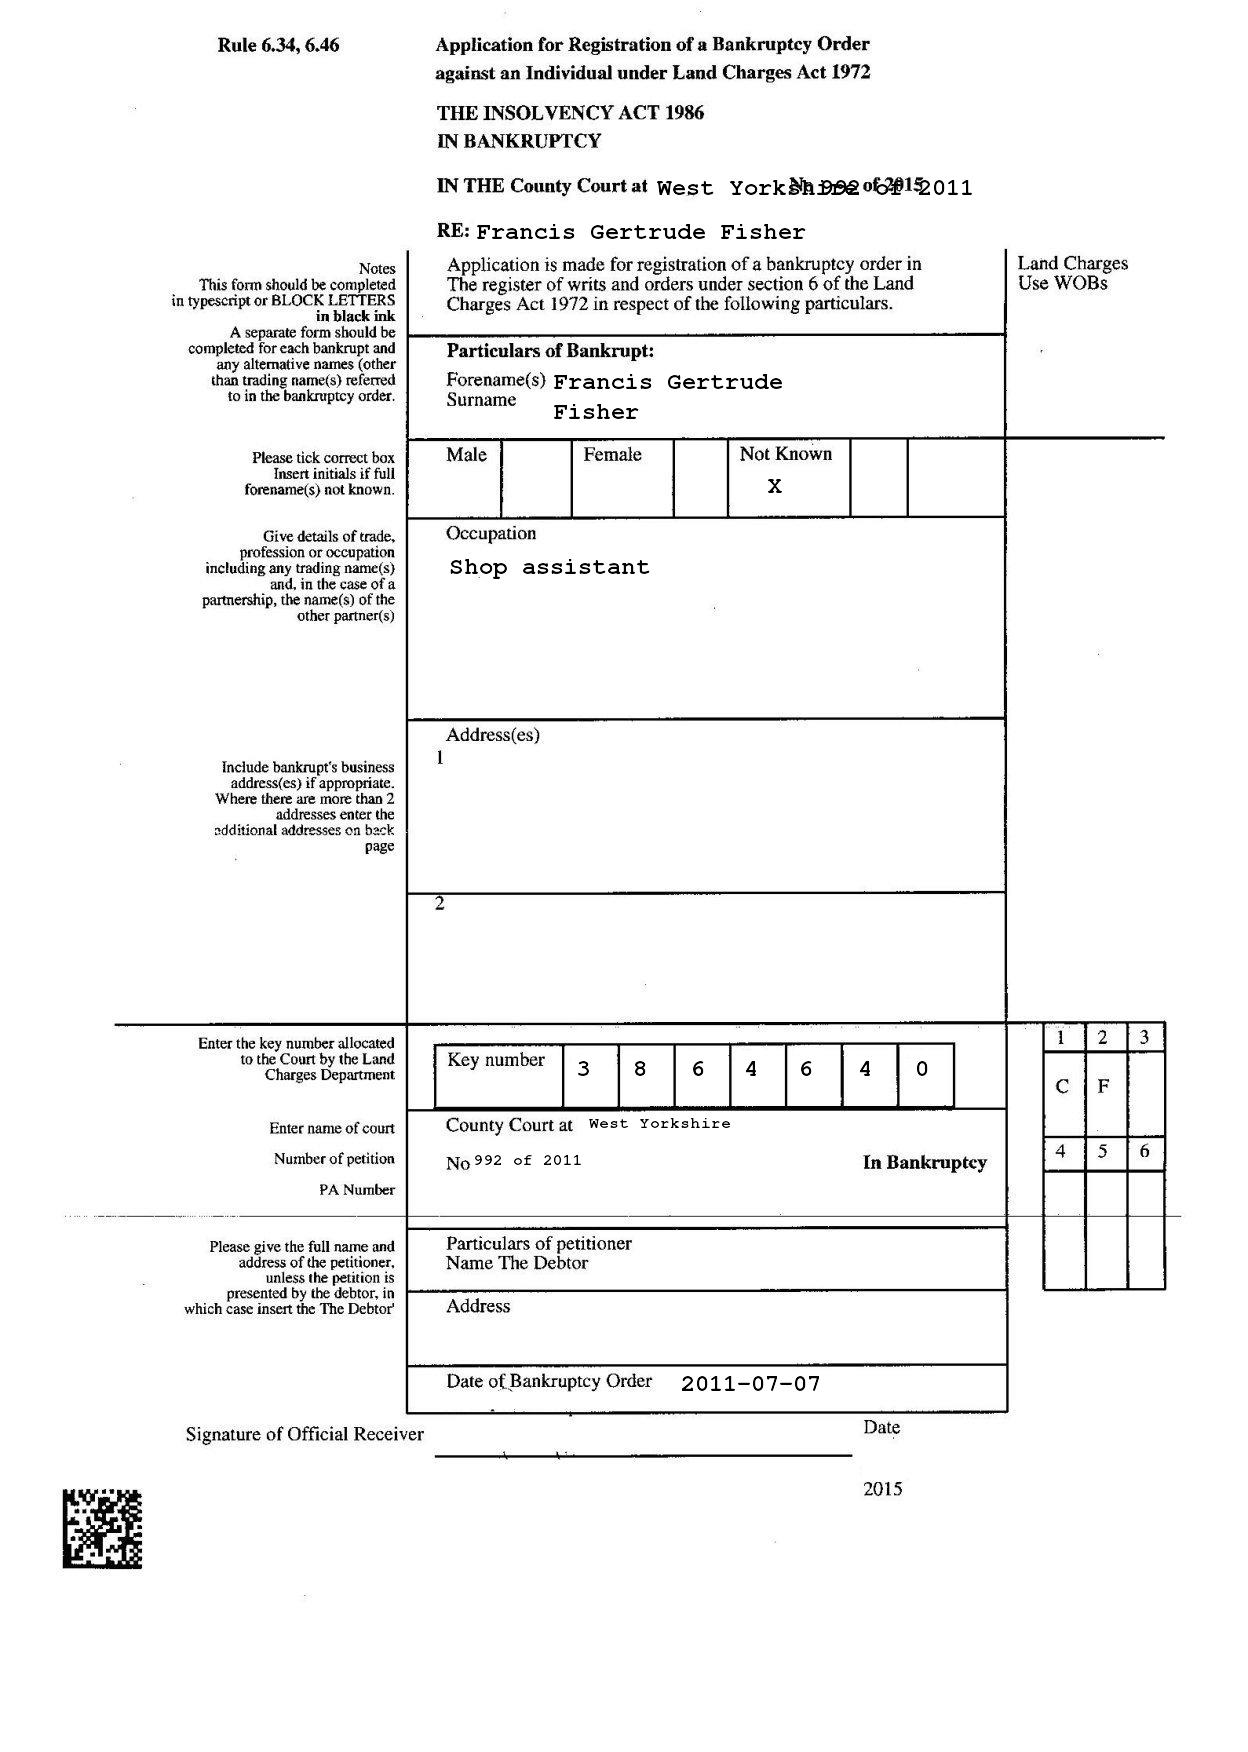 Rule 6.34, 6.46
Application for Registration of a Bankruptcy Order
against an Individual under Land Charges Act 1972
THE INSOLVENCY ACT 1986
IN BANKRUPTCY
IN THE County Court at West Yorkshire No 992 of 2011
RE: Francis Gertrude Fisher
Notes
This form should be completed
in typescript or BLOCK LETTERS
in black ink
A separate form should be
completed for each bankrupt and
any alternative names (other
than trading name(s) referred
to in the bankruptcy order.
Application is made for registration of a bankruptcy order in
The register of writs and orders under section 6 of the Land
Charges Act 1972 in respect of the following particulars.
Land Charges
Use WOBs
Particulars of Bankrupt:
Forename(s) Francis Gertrude
Surname
Fisher
Please tick correct box
Insert initials if full
forename(s) not known.
Male Female Not Known
X
Give details of trade,
profession or occupation
including any trading name(s)
and, in the case of a
partnership, the name(s) of the
other partner(s)
Occupation
Shop assistant
Include bankrupt's business
address(es) if appropriate.
Where there are more than 2
addresses enter the
additional addresses on back
page
Address(es)
1
2
Enter the key number allocated
to the Court by the Land
Charges Department
Key number 3 8 6 4 6 4 0
1 2 3
C F
4 5 6
Enter name of court
County Court at West Yorkshire
Number of petition
No 992 of 2011 In Bankruptcy
PA Number
Please give the full name and
address of the petitioner,
unless the petition is
presented by the debtor, in
which case insert the The Debtor'
Particulars of petitioner
Name The Debtor
Address
Date of Bankruptcy Order 2011-07-07
Signature of Official Receiver
Date
2015